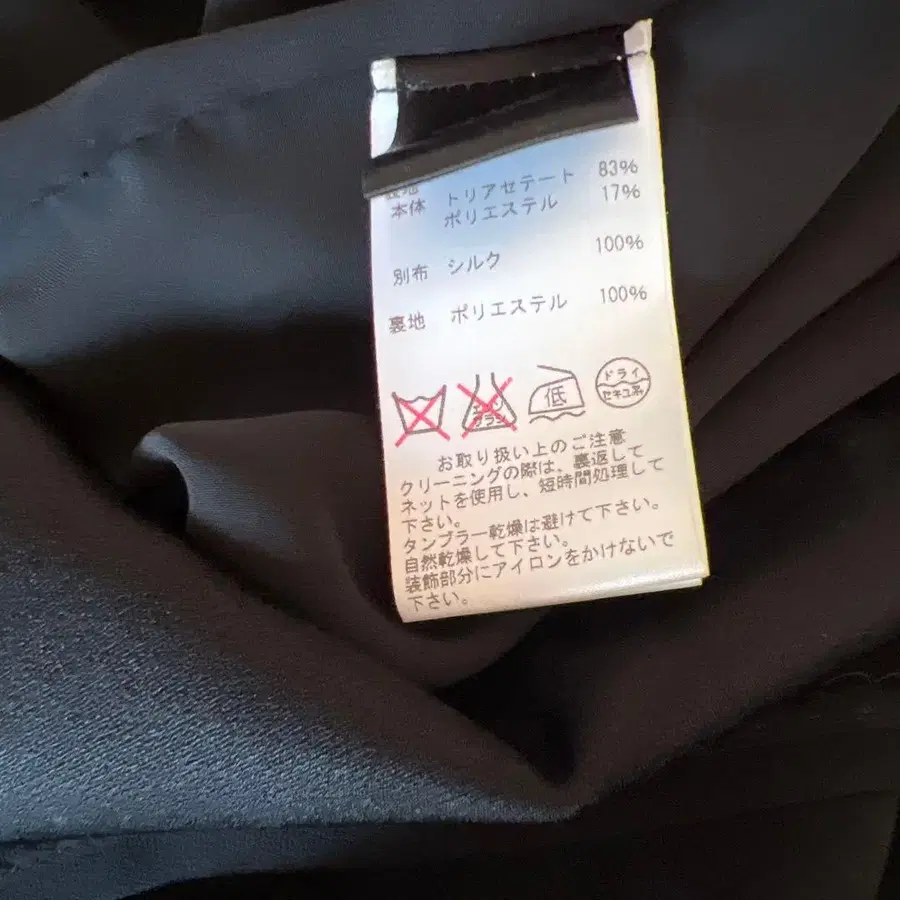 本体 トリアセテート 83%
ポリエステル 17%
別布 シルク 100%
裏地 ポリエステル 100%
低
ドライ
セキユ系
お取り扱い上のご注意
クリーニングの際は、裏返して
ネットを使用し、短時間処理して
下さい。
タンブラー乾燥は避けて下さい。
自然乾燥して下さい。
装飾部分にアイロンをかけないで
下さい。